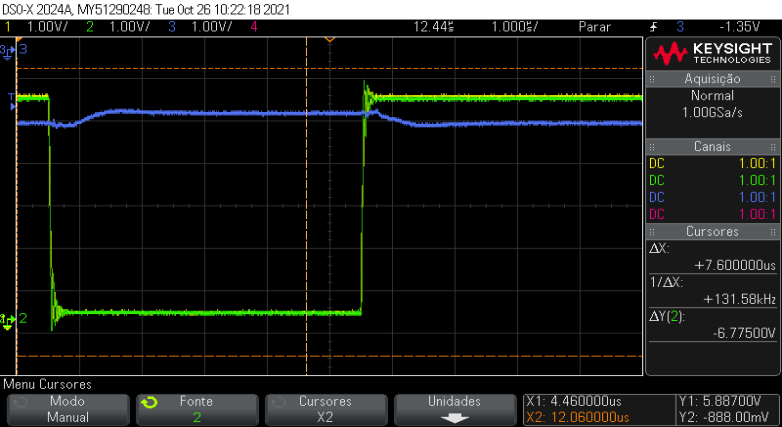 DSO-X 2024A, MY51290248: Tue Oct 26 10:22:18 2021
1 1.00V/ 2 1.00V/ 3 1.00V/ 4 12.44s 1.000s/ Parar 3 -1.35V
3
T
2
KEYSIGHT
TECHNOLOGIES
Aquisição
Normal
1.00GSa/s
Canais
DC 1.00:1
DC 1.00:1
DC 1.00:1
DC 1.00:1
Cursores
ΔX:
+7.600000us
1/ΔX:
+131.58kHz
ΔY(2):
-6.77500V
Menu Cursores
Modo
Manual
Fonte
2
Cursores
X2
Unidades
X1: 4.460000us
X2: 12.060000us
Y1: 5.88700V
Y2: -888.00mV